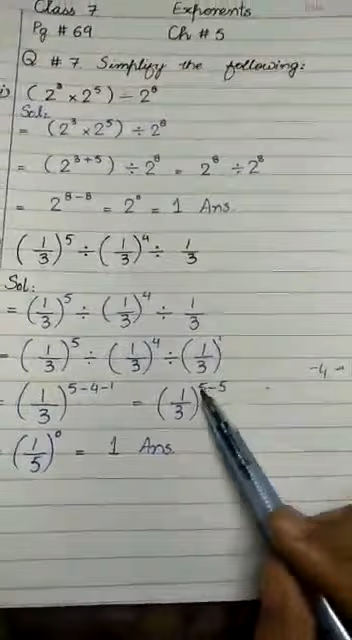 Class 7 Exponents
Pg # 69 Ch # 5
Q # 7 Simplify the following:
i) (2³ × 2⁵) ÷ 2⁸
Sol:
= (2³ × 2⁵) ÷ 2⁸
= (2³⁺⁵) ÷ 2⁸ = 2⁸ ÷ 2⁸
= 2⁸⁻⁸ = 2⁰ = 1 Ans.
(1/3)⁵ ÷ (1/3)⁴ ÷ 1/3
Sol:
= (1/3)⁵ ÷ (1/3)⁴ ÷ 1/3
= (1/3)⁵ ÷ (1/3)⁴ ÷ (1/3)¹
-4 -
= (1/3)⁵⁻⁴⁻¹ = (1/3)⁵⁻⁵
= (1/5)⁰ = 1 Ans.